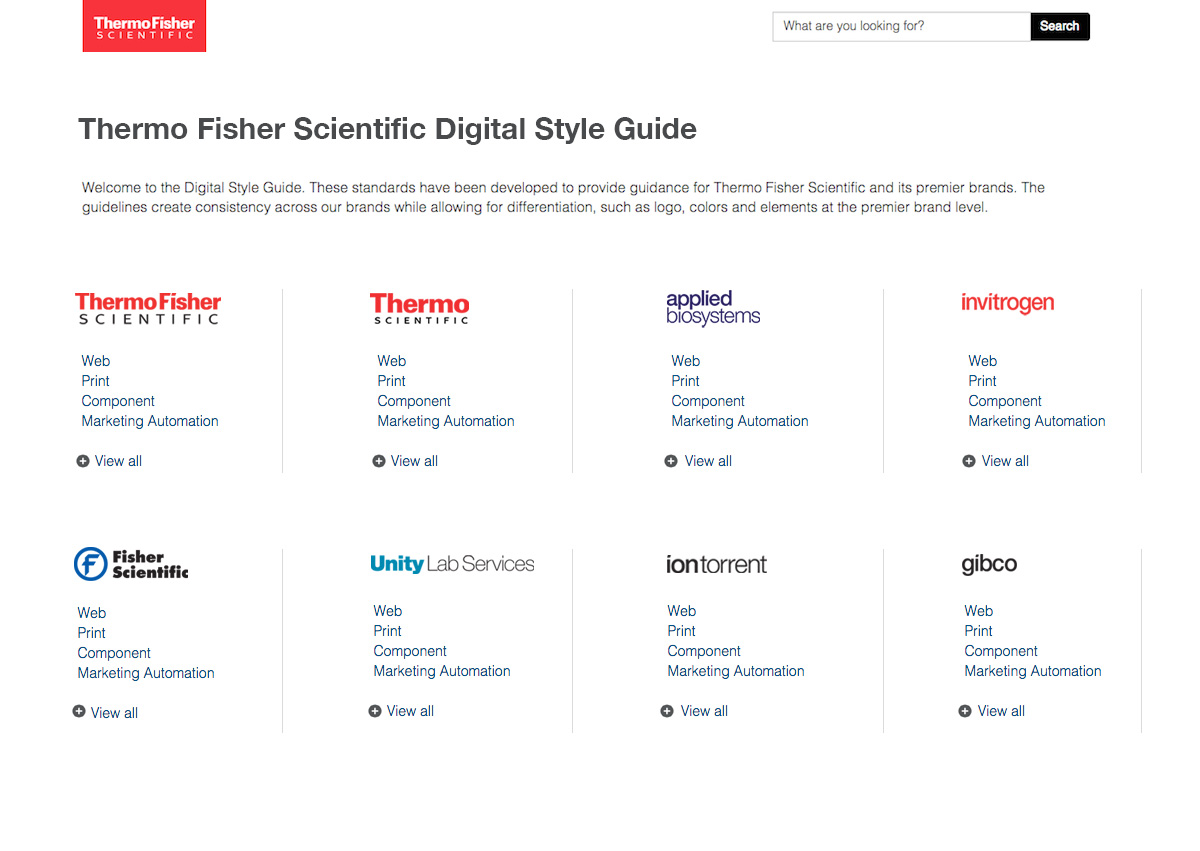 ThermoFisher
SCIENTIFIC
What are you looking for?
Search
Thermo Fisher Scientific Digital Style Guide
Welcome to the Digital Style Guide. These standards have been developed to provide guidance for Thermo Fisher Scientific and its premier brands. The
guidelines create consistency across our brands while allowing for differentiation, such as logo, colors and elements at the premier brand level.
ThermoFisher
SCIENTIFIC
Web
Print
Component
Marketing Automation
View all
Thermo
SCIENTIFIC
Web
Print
Component
Marketing Automation
View all
applied
biosystems
Web
Print
Component
Marketing Automation
View all
invitrogen
Web
Print
Component
Marketing Automation
View all
Fisher
Scientific
Web
Print
Component
Marketing Automation
View all
Unity Lab Services
Web
Print
Component
Marketing Automation
View all
iontorrent
Web
Print
Component
Marketing Automation
View all
gibco
Web
Print
Component
Marketing Automation
View all